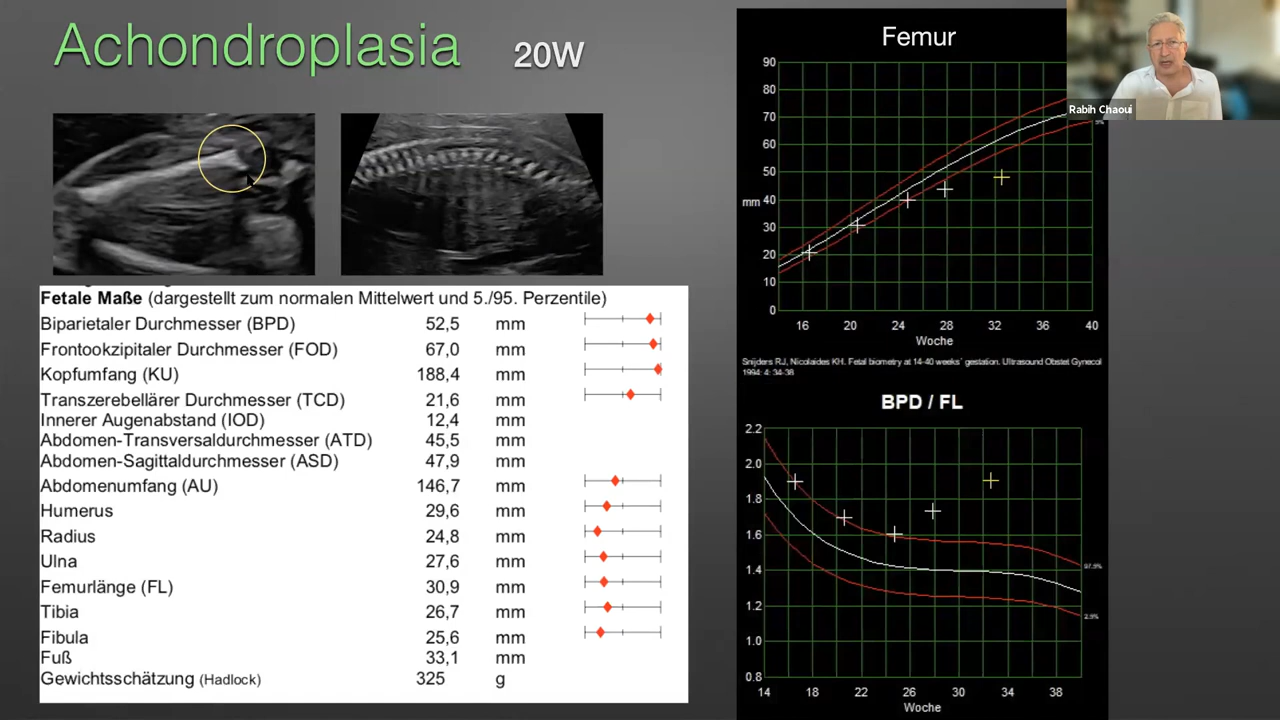 Achondroplasia 20W
Fetale Maße (dargestellt zum normalen Mittelwert und 5./95. Perzentile)
Biparietaler Durchmesser (BPD) 52,5 mm
Frontookzipitaler Durchmesser (FOD) 67,0 mm
Kopfumfang (KU) 188,4 mm
Transzerebellärer Durchmesser (TCD) 21,6 mm
Innerer Augenabstand (IOD) 12,4 mm
Abdomen-Transversaldurchmesser (ATD) 45,5 mm
Abdomen-Sagittaldurchmesser (ASD) 47,9 mm
Abdomenumfang (AU) 146,7 mm
Humerus 29,6 mm
Radius 24,8 mm
Ulna 27,6 mm
Femurlänge (FL) 30,9 mm
Tibia 26,7 mm
Fibula 25,6 mm
Fuß 33,1 mm
Gewichtsschätzung (Hadlock) 325 g
Femur
90
80
70
60
50
mm 40
30
20
10
0
5%
16 20 24 28 32 36 40
Woche
Snijders RJ, Nicolaides KH. Fetal biometry at 14-40 weeks´ gestation. Ultrasound Obstet Gynecol
1994: 4: 34-38
BPD / FL
2.2
2.0
1.8
1.6
1.4
1.2
1.0
0.8
97.5%
2.5%
14 18 22 26 30 34 38
Woche
Rabih Chaoui